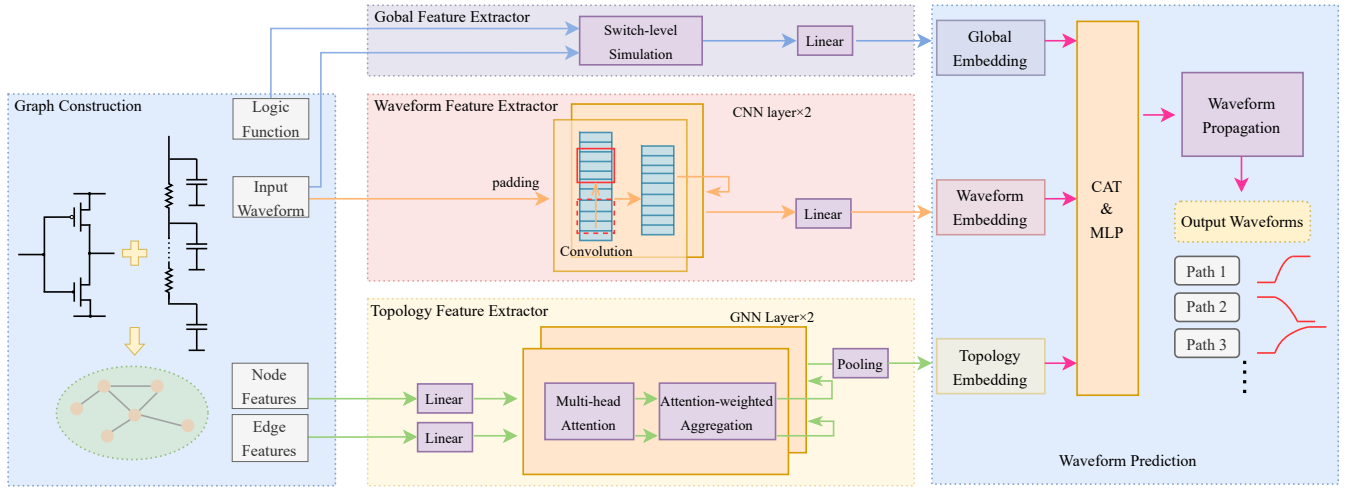 Gobal Feature Extractor
Switch-level
Simulation
Linear
Global
Embedding
Graph Construction
Logic
Function
Input
Waveform
Waveform Feature Extractor
CNN layer×2
padding
Convolution
Linear
Waveform
Embedding
Topology Feature Extractor
GNN Layer×2
Node
Features
Edge
Features
Linear
Linear
Multi-head
Attention
Attention-weighted
Aggregation
Pooling
Topology
Embedding
CAT
&
MLP
Waveform
Propagation
Output Waveforms
Path 1
Path 2
Path 3
Waveform Prediction